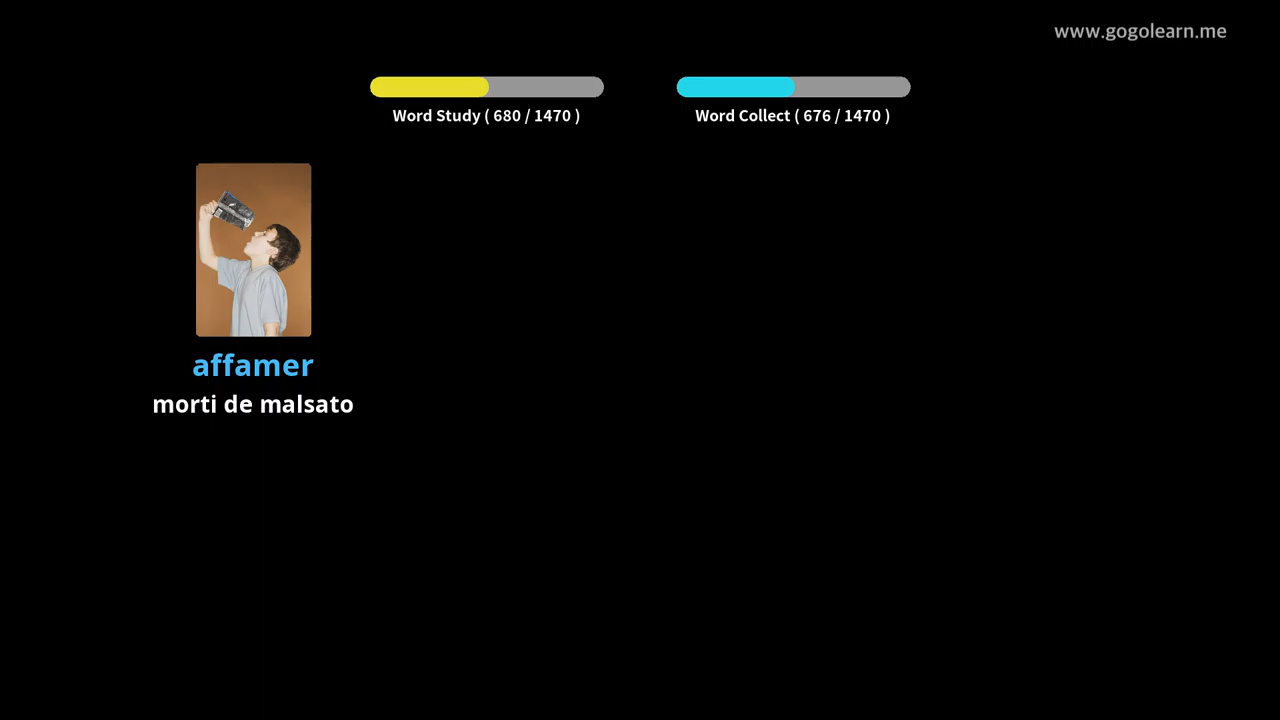 www.gogolearn.me
Word Study ( 680 / 1470 )
Word Collect ( 676 / 1470 )
affamer
morti de malsato